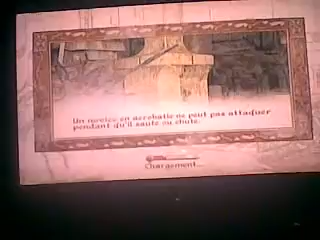 Un novice en acrobatie ne peut pas attaquer
pendant qu'il saute ou chute.
Chargement...